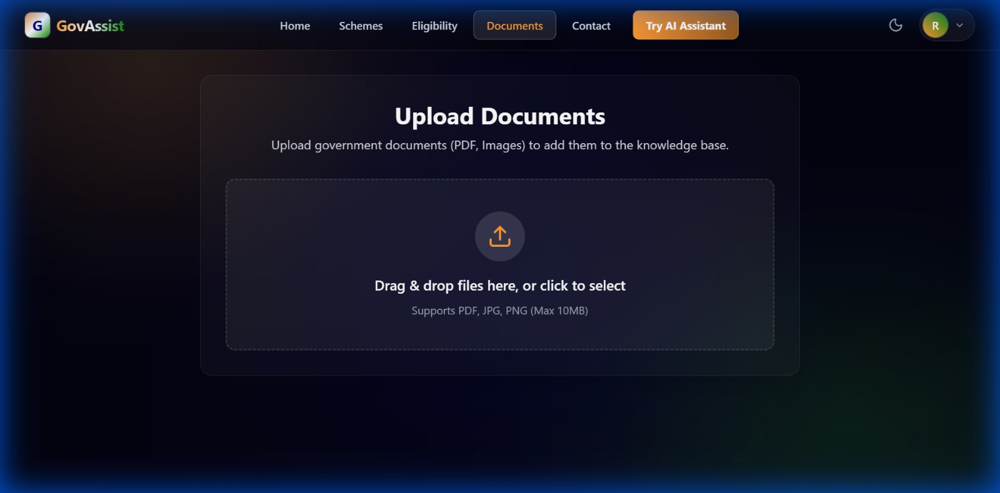 G GovAssist Home Schemes Eligibility Documents Contact Try AI Assistant R
Upload Documents
Upload government documents (PDF, Images) to add them to the knowledge base.
Drag & drop files here, or click to select
Supports PDF, JPG, PNG (Max 10MB)